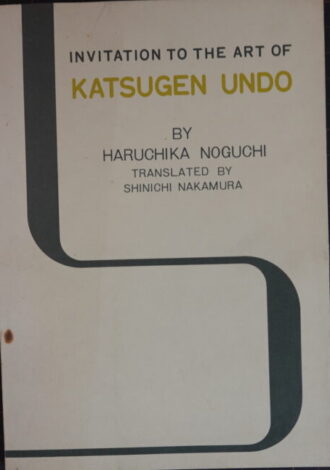 INVITATION TO THE ART OF
KATSUGEN UNDO
BY
HARUCHIKA NOGUCHI
TRANSLATED BY
SHINICHI NAKAMURA